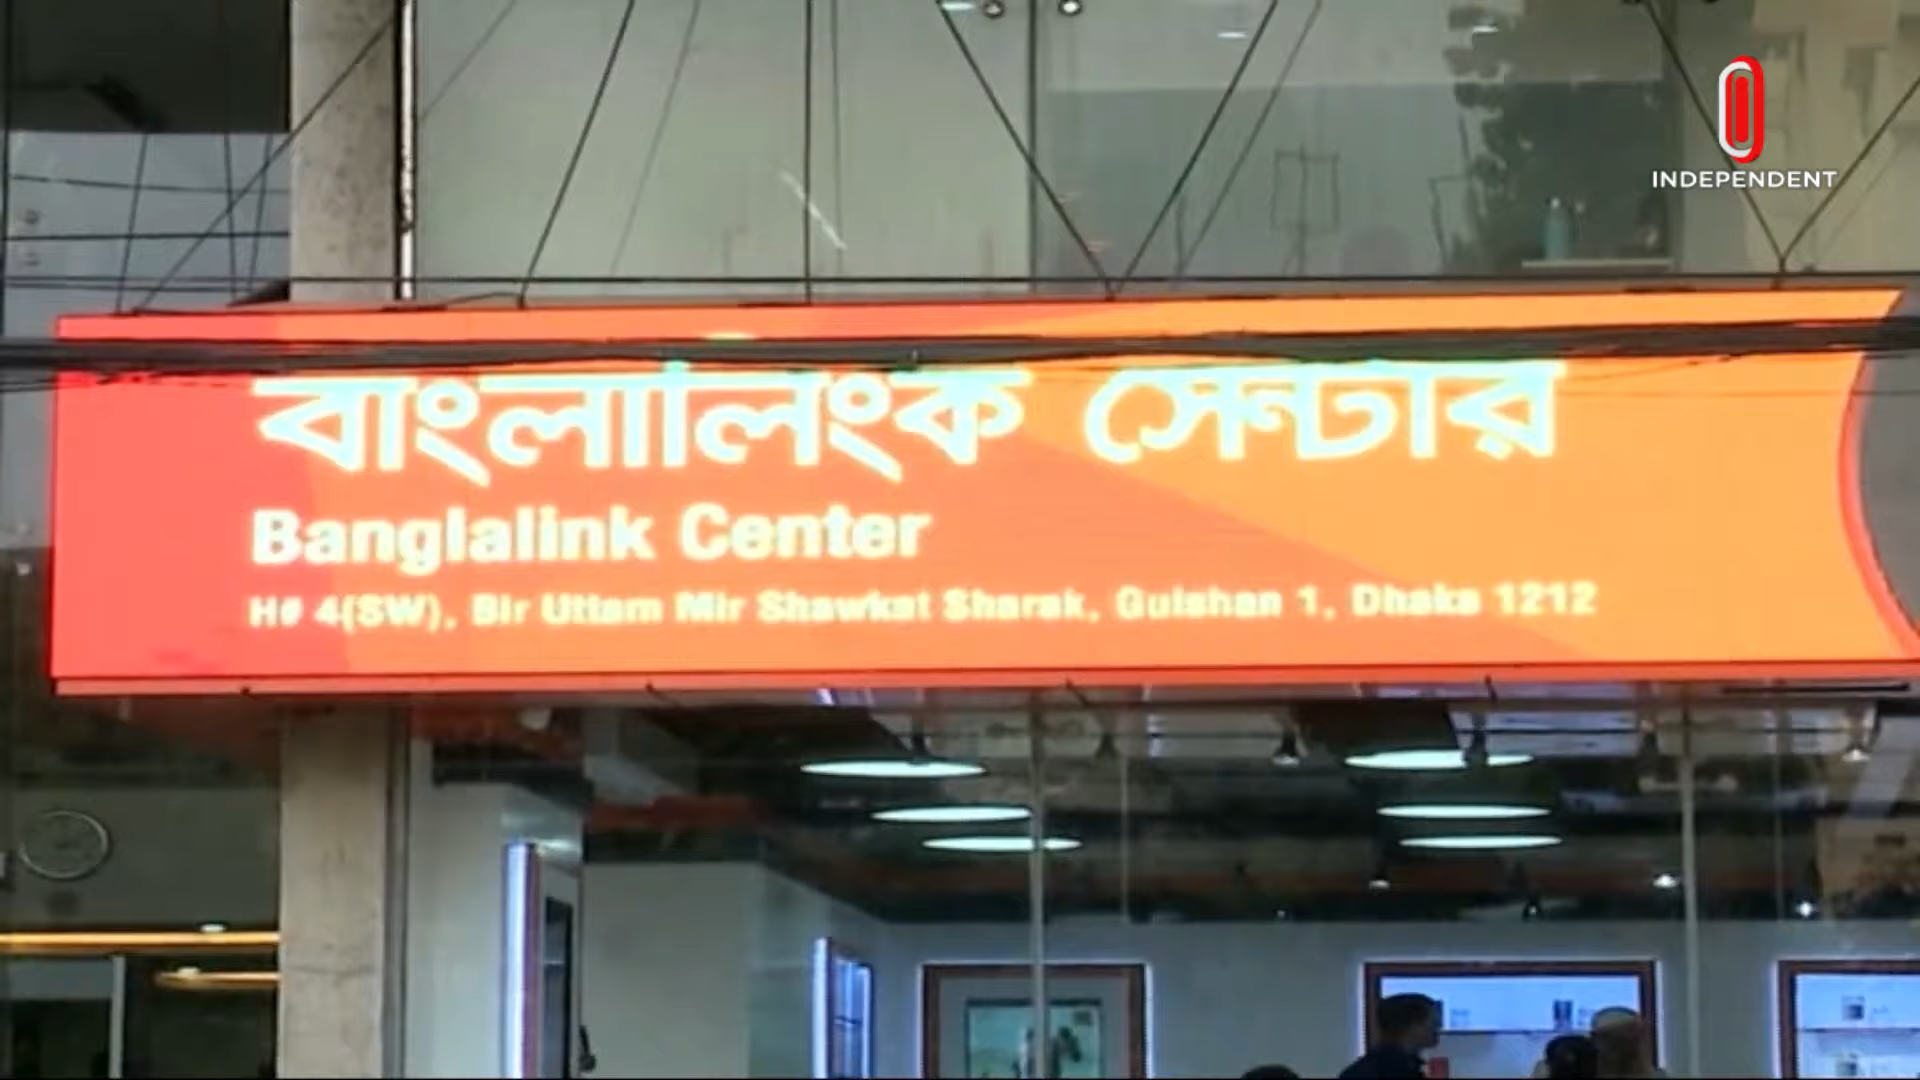 INDEPENDENT
বাংলালিংক সেন্টার
Banglalink Center
H# 4(SW), Bir Uttam Mir Shawkat Sharak, Gulshan 1, Dhaka 1212